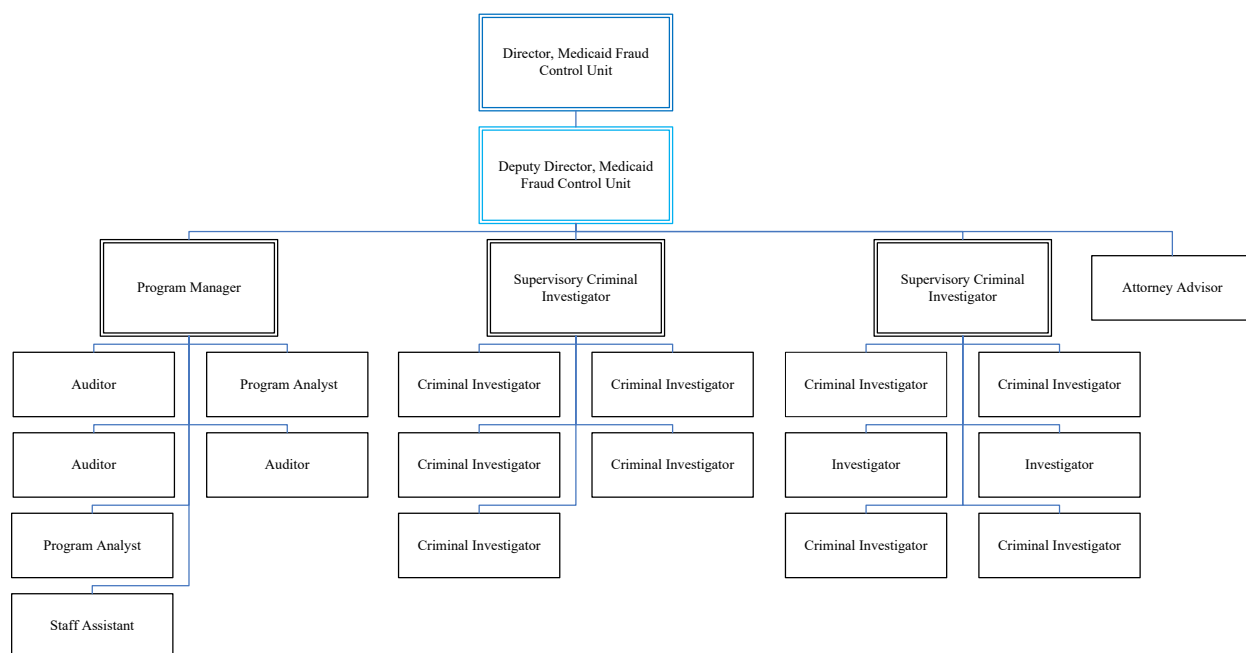 Director, Medicaid Fraud
Control Unit
Deputy Director, Medicaid
Fraud Control Unit
Program Manager
Supervisory Criminal
Investigator
Supervisory Criminal
Investigator
Attorney Advisor
Auditor
Program Analyst
Criminal Investigator
Criminal Investigator
Criminal Investigator
Criminal Investigator
Auditor
Auditor
Criminal Investigator
Criminal Investigator
Investigator
Investigator
Program Analyst
Criminal Investigator
Criminal Investigator
Criminal Investigator
Staff Assistant